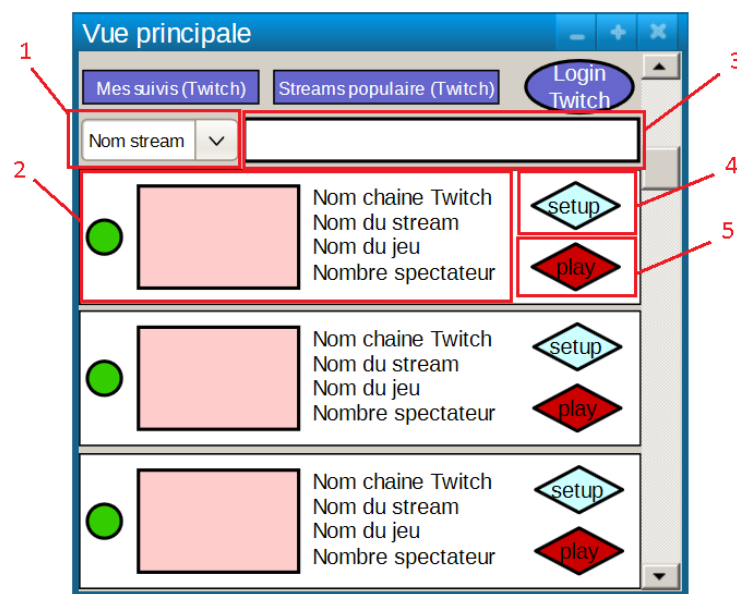 Vue principale
1
3
Mes suivis (Twitch) Streams populaire (Twitch) Login Twitch
Nom stream
2
4
5
Nom chaine Twitch
Nom du stream
Nom du jeu
Nombre spectateur
setup
play
Nom chaine Twitch
Nom du stream
Nom du jeu
Nombre spectateur
setup
play
Nom chaine Twitch
Nom du stream
Nom du jeu
Nombre spectateur
setup
play